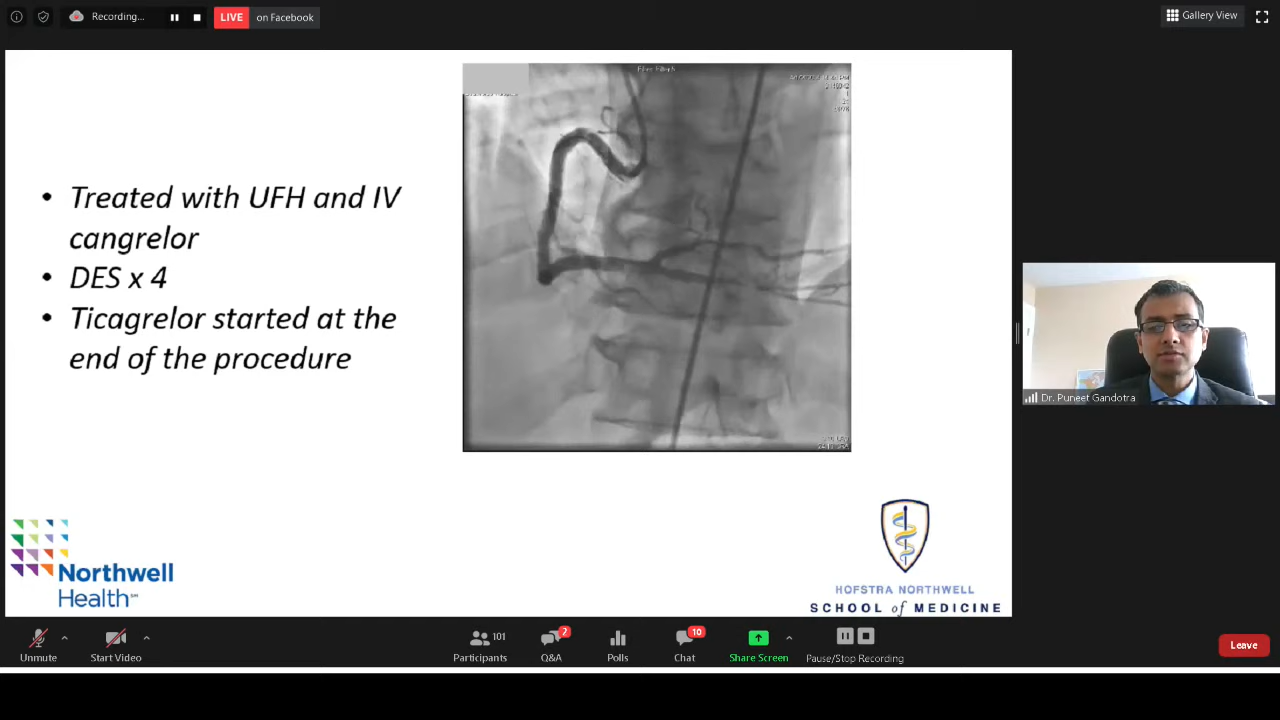 Recording...
LIVE on Facebook
Gallery View
• Treated with UFH and IV
cangrelor
• DES x 4
• Ticagrelor started at the
end of the procedure
Dr. Puneet Gandotra
Northwell
Health
HOFSTRA NORTHWELL
SCHOOL of MEDICINE
Unmute
Start Video
101
Participants
2
Q&A
Polls
10
Chat
Share Screen
Pause/Stop Recording
Leave